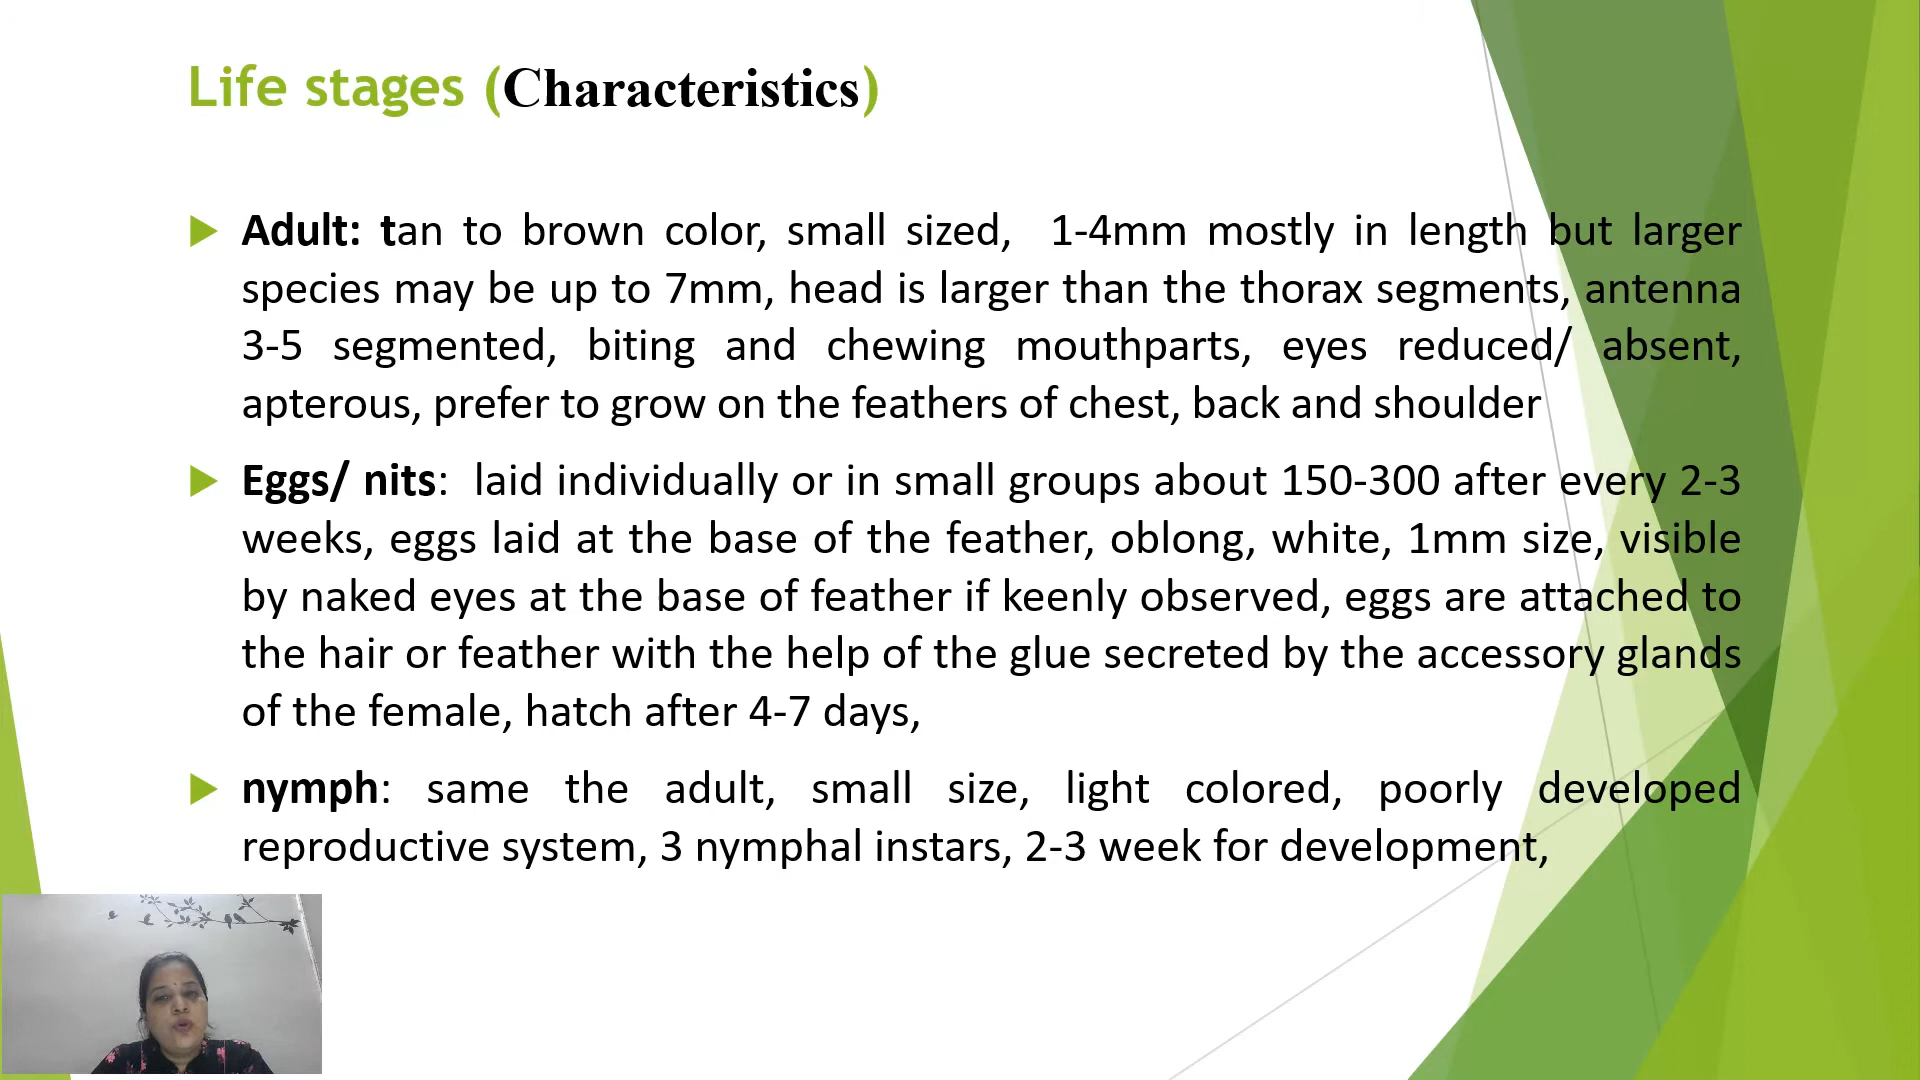 Life stages (Characteristics)
Adult: tan to brown color, small sized, 1-4mm mostly in length but larger
species may be up to 7mm, head is larger than the thorax segments, antenna
3-5 segmented, biting and chewing mouthparts, eyes reduced/ absent,
apterous, prefer to grow on the feathers of chest, back and shoulder
Eggs/ nits: laid individually or in small groups about 150-300 after every 2-3
weeks, eggs laid at the base of the feather, oblong, white, 1mm size, visible
by naked eyes at the base of feather if keenly observed, eggs are attached to
the hair or feather with the help of the glue secreted by the accessory glands
of the female, hatch after 4-7 days,
nymph: same the adult, small size, light colored, poorly developed
reproductive system, 3 nymphal instars, 2-3 week for development,